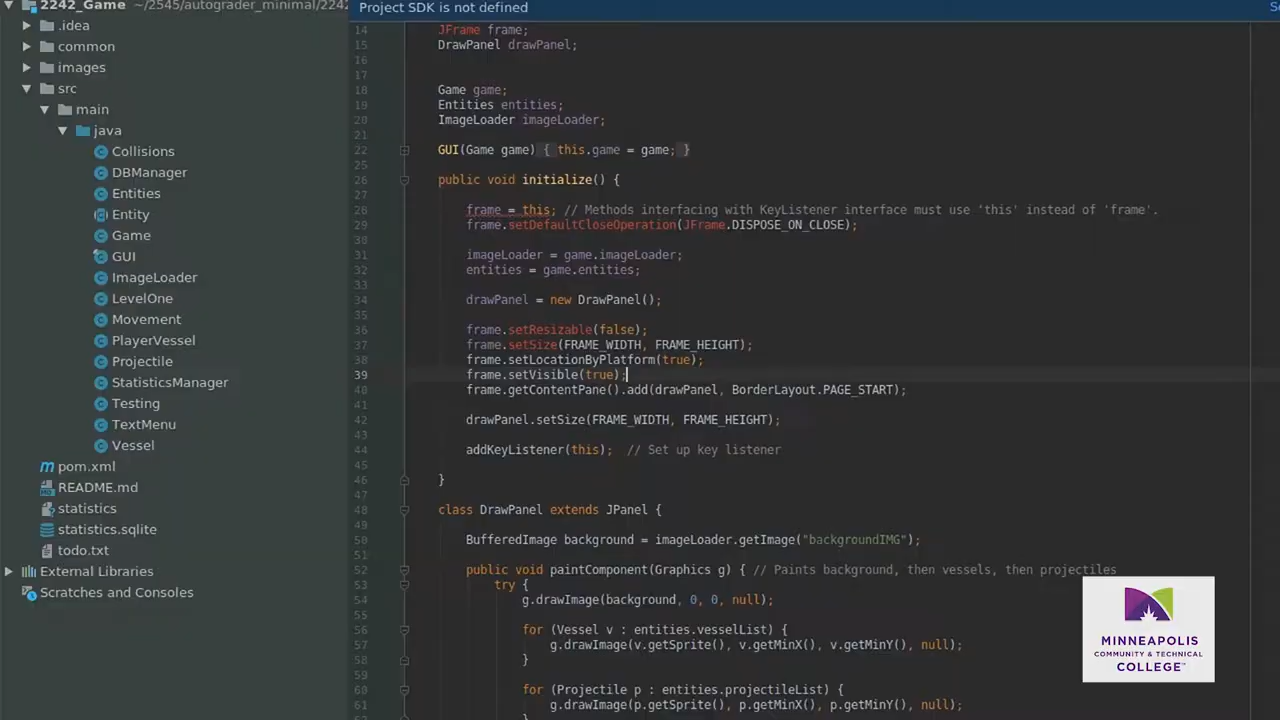 2242_Game ~/2545/autograder_minimal/2242
.idea
common
images
src
main
java
Collisions
DBManager
Entities
Entity
Game
GUI
ImageLoader
LevelOne
Movement
PlayerVessel
Projectile
StatisticsManager
Testing
TextMenu
Vessel
pom.xml
README.md
statistics
statistics.sqlite
todo.txt
External Libraries
Scratches and Consoles
Project SDK is not defined
14 JFrame frame;
15 DrawPanel drawPanel;
16
17
18 Game game;
19 Entities entities;
20 ImageLoader imageLoader;
21
22 GUI(Game game) { this.game = game; }
25
26 public void initialize() {
27
28 frame = this; // Methods interfacing with KeyListener interface must use 'this' instead of 'frame'.
29 frame.setDefaultCloseOperation(JFrame.DISPOSE_ON_CLOSE);
30
31 imageLoader = game.imageLoader;
32 entities = game.entities;
33
34 drawPanel = new DrawPanel();
35
36 frame.setResizable(false);
37 frame.setSize(FRAME_WIDTH, FRAME_HEIGHT);
38 frame.setLocationByPlatform(true);
39 frame.setVisible(true);
40 frame.getContentPane().add(drawPanel, BorderLayout.PAGE_START);
41
42 drawPanel.setSize(FRAME_WIDTH, FRAME_HEIGHT);
43
44 addKeyListener(this); // Set up key listener
45
46 }
47
48 class DrawPanel extends JPanel {
49
50 BufferedImage background = imageLoader.getImage("backgroundIMG");
51
52 public void paintComponent(Graphics g) { // Paints background, then vessels, then projectiles
53 try {
54 g.drawImage(background, 0, 0, null);
55
56 for (Vessel v : entities.vesselList) {
57 g.drawImage(v.getSprite(), v.getMinX(), v.getMinY(), null);
58 }
59
60 for (Projectile p : entities.projectileList) {
61 g.drawImage(p.getSprite(), p.getMinX(), p.getMinY(), null);
MINNEAPOLIS
COMMUNITY & TECHNICAL
COLLEGE